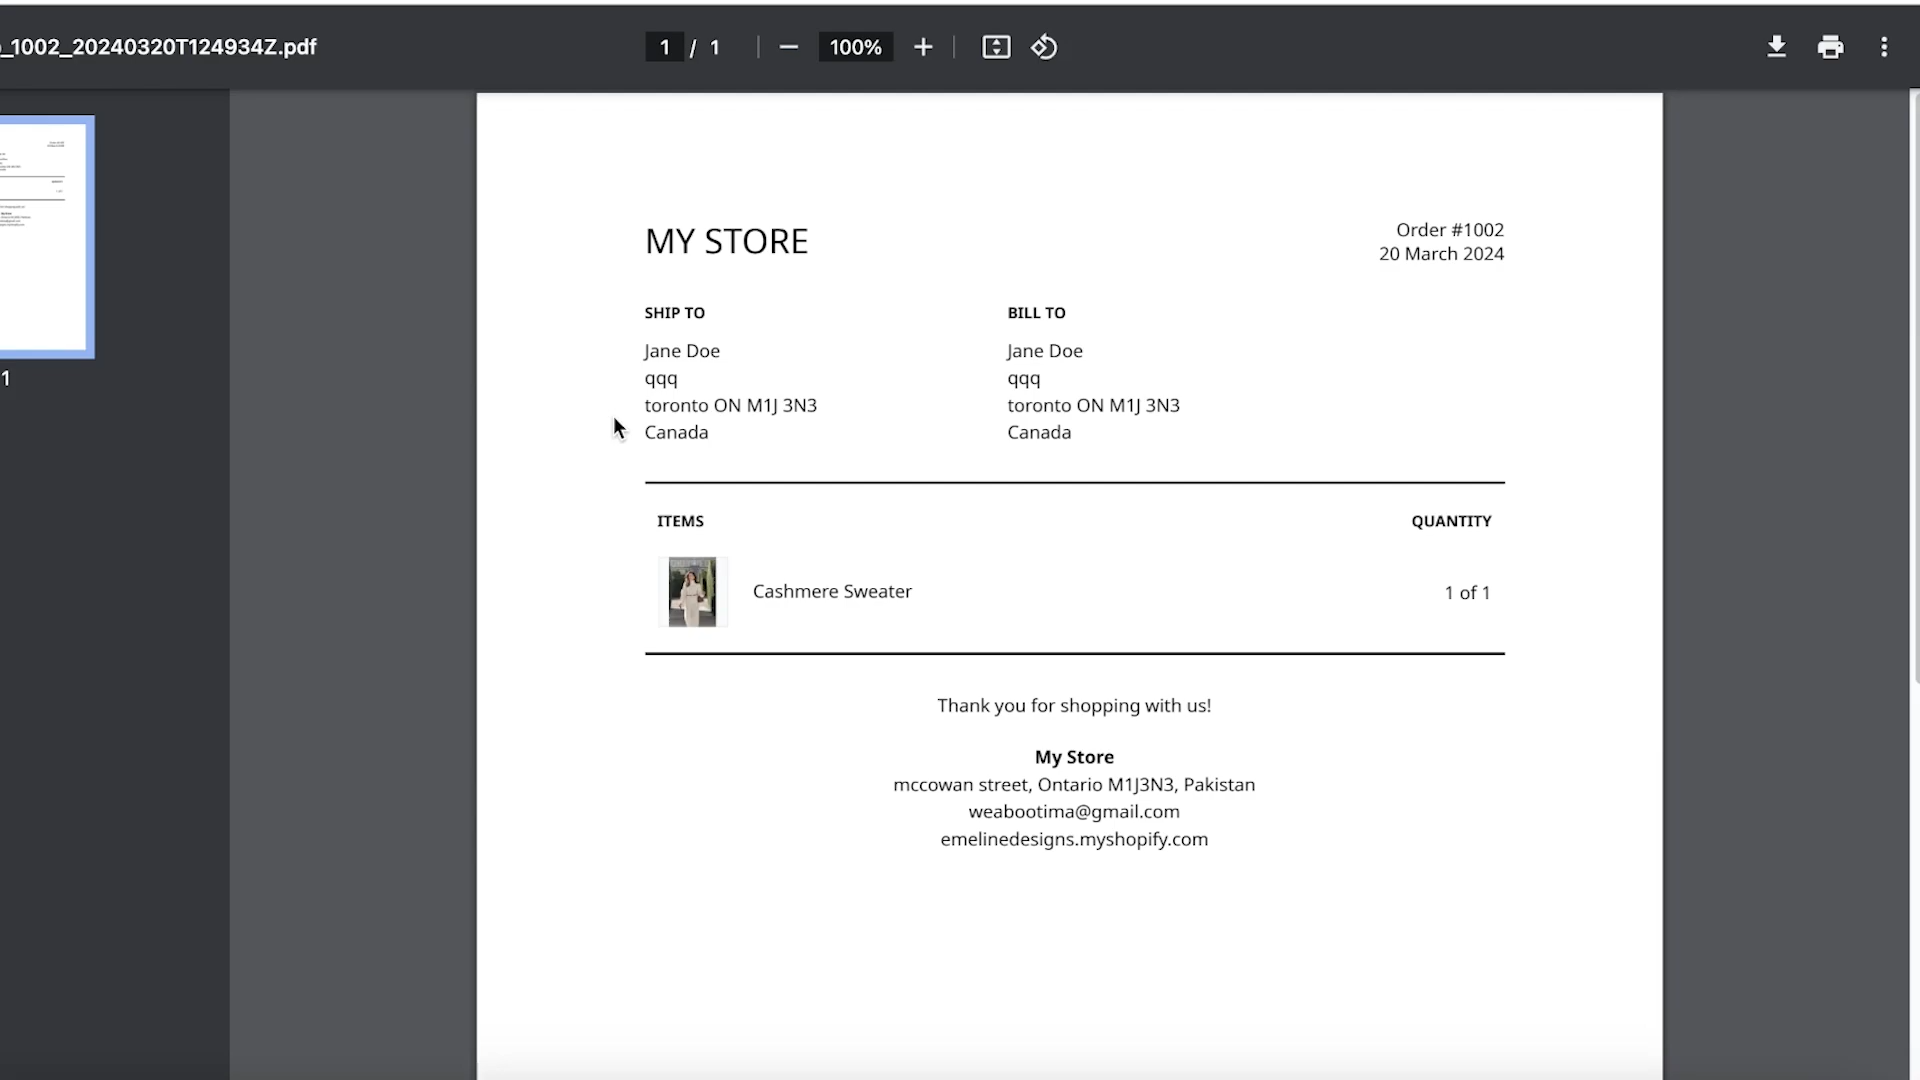 _1002_20240320T124934Z.pdf
1 / 1
100%
1
MY STORE
Order #1002
20 March 2024
SHIP TO
Jane Doe
qqq
toronto ON M1J 3N3
Canada
BILL TO
Jane Doe
qqq
toronto ON M1J 3N3
Canada
ITEMS
QUANTITY
Cashmere Sweater
1 of 1
Thank you for shopping with us!
My Store
mccowan street, Ontario M1J3N3, Pakistan
weabootima@gmail.com
emelinedesigns.myshopify.com